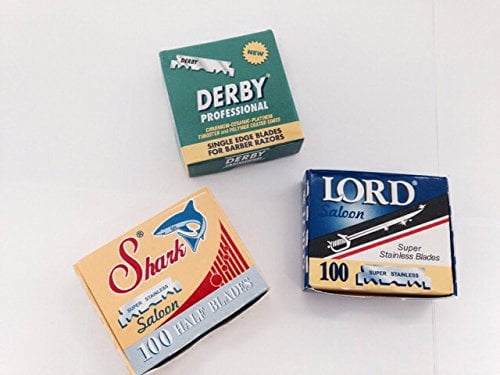 DERBY
NEW
DERBY®
PROFESSIONAL
CHROMIUM-CERAMIC-PLATINUM
TUNGSTEN and POLYMER COATED EDGES
SINGLE EDGE BLADES
FOR BARBER RAZORS
DERBY
PROFESSIONAL
LORD®
Saloon
Super
Stainless Blades
100
SUPER STAINLESS
Shark®
SUPER STAINLESS
Saloon
100 HALF BLADES